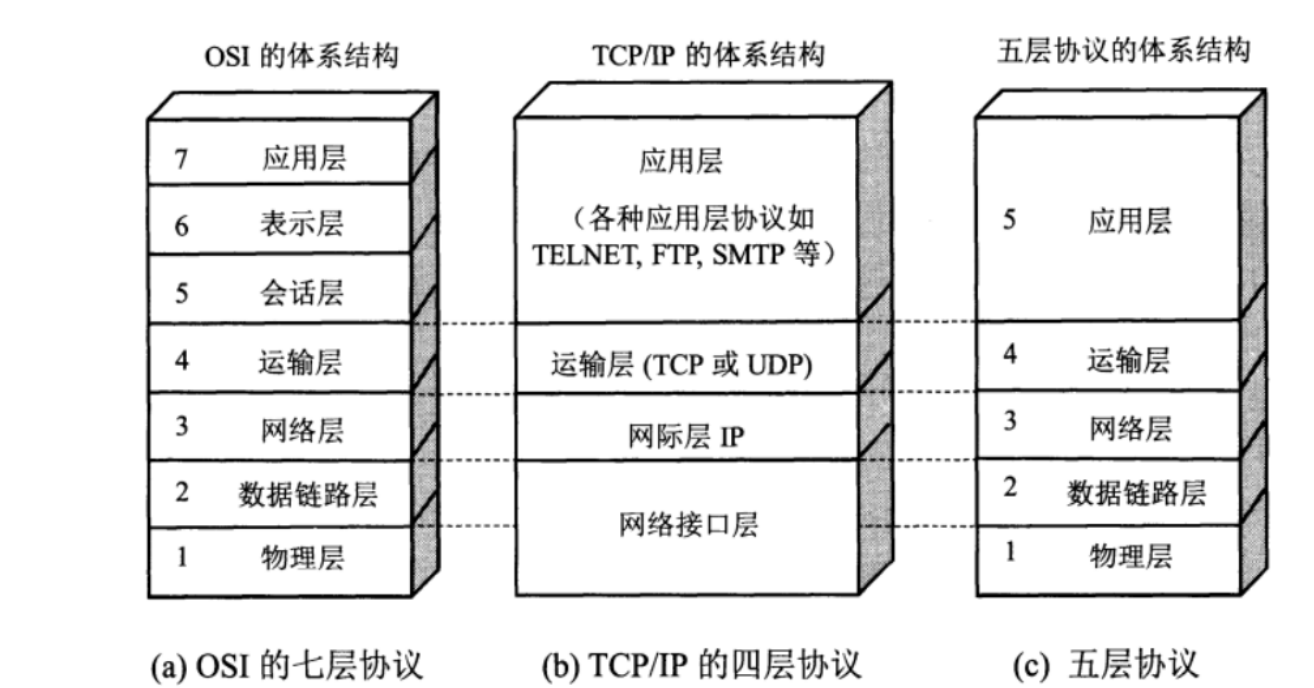 OSI 的体系结构
7 应用层
6 表示层
5 会话层
4 运输层
3 网络层
2 数据链路层
1 物理层
(a) OSI 的七层协议
TCP/IP 的体系结构
应用层
（各种应用层协议如
TELNET, FTP, SMTP 等）
运输层 (TCP 或 UDP)
网际层 IP
网络接口层
(b) TCP/IP 的四层协议
五层协议的体系结构
5 应用层
4 运输层
3 网络层
2 数据链路层
1 物理层
(c) 五层协议